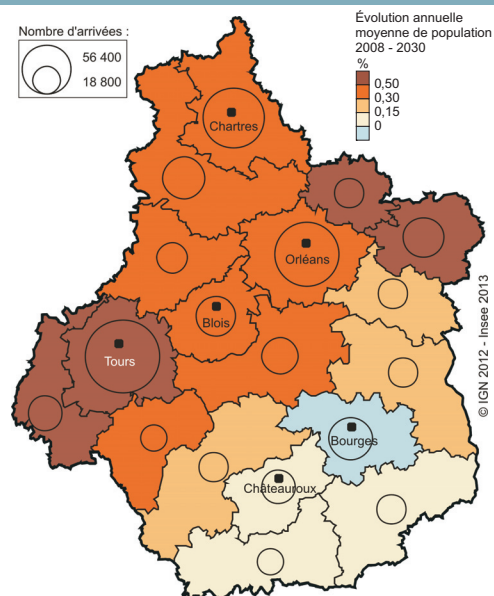 Nombre d'arrivées :
56 400
18 800
Évolution annuelle
moyenne de population
2008 - 2030
%
0,50
0,30
0,15
0
Chartres
Orléans
Blois
Tours
Bourges
Châteauroux
© IGN 2012 - Insee 2013